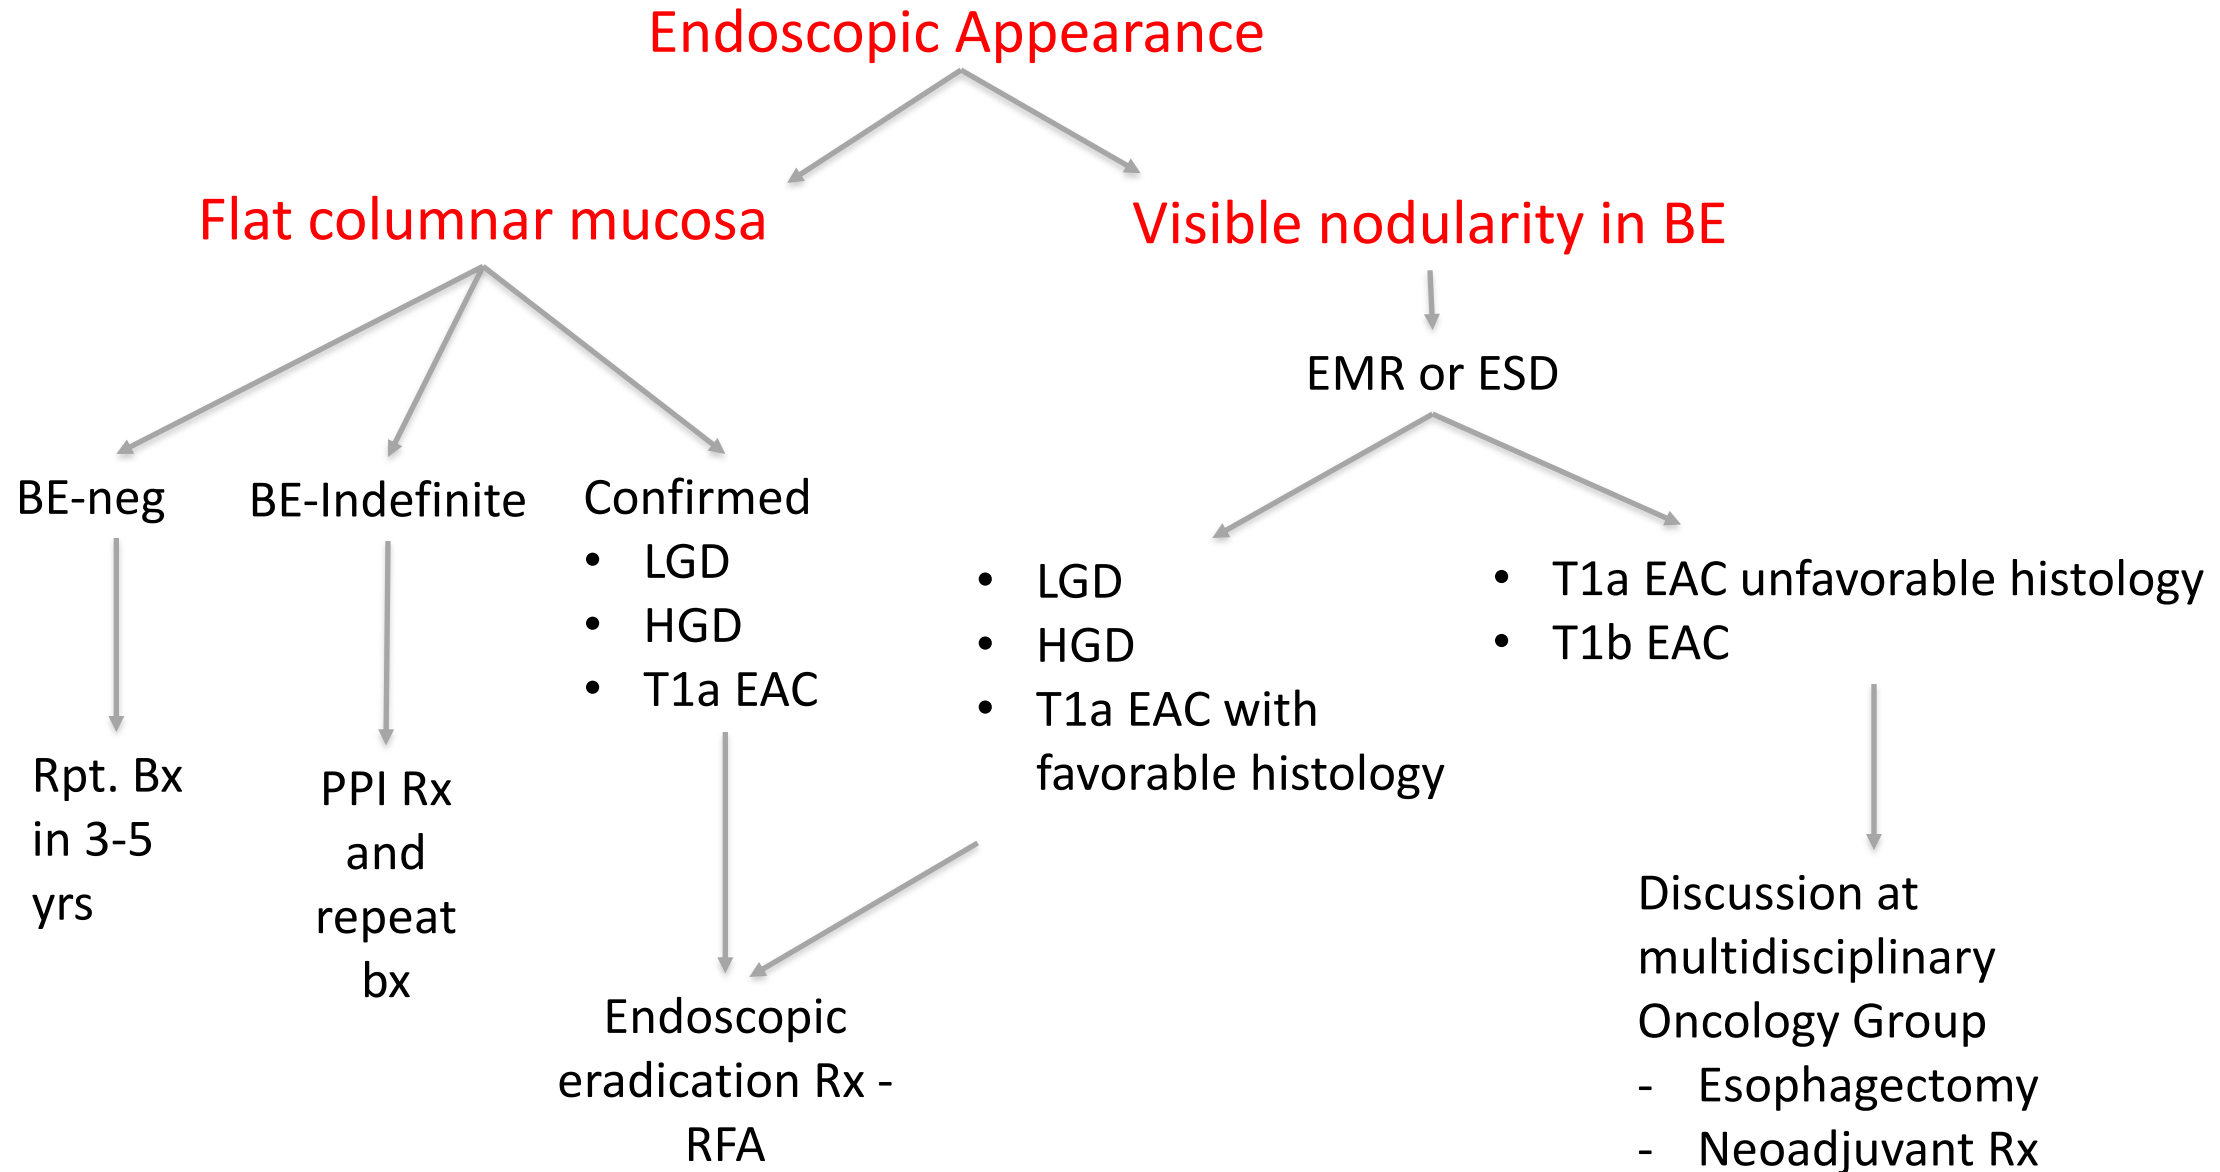 Endoscopic Appearance
Flat columnar mucosa
Visible nodularity in BE
EMR or ESD
BE-neg
BE-Indefinite
Confirmed
• LGD
• HGD
• T1a EAC
• LGD
• HGD
• T1a EAC with
favorable histology
• T1a EAC unfavorable histology
• T1b EAC
Rpt. Bx
in 3-5
yrs
PPI Rx
and
repeat
bx
Endoscopic
eradication Rx -
RFA
Discussion at
multidisciplinary
Oncology Group
- Esophagectomy
- Neoadjuvant Rx